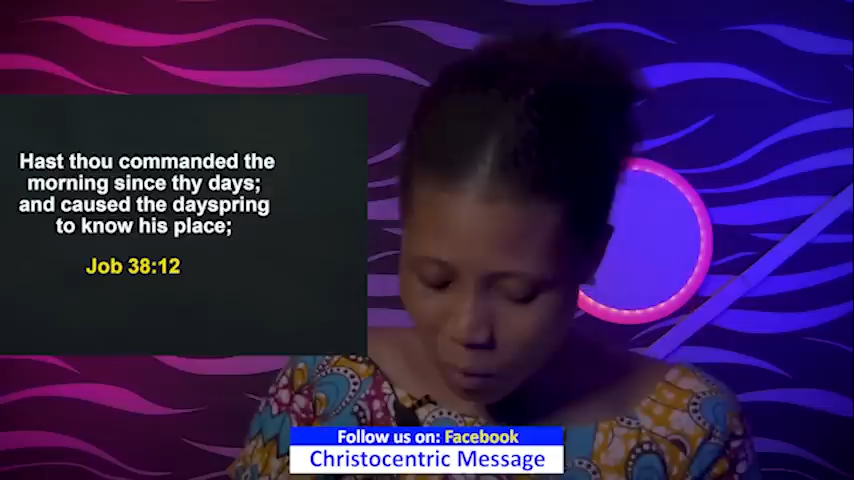 Hast thou commanded the
morning since thy days;
and caused the dayspring
to know his place;
Job 38:12
Follow us on: Facebook
Christocentric Message